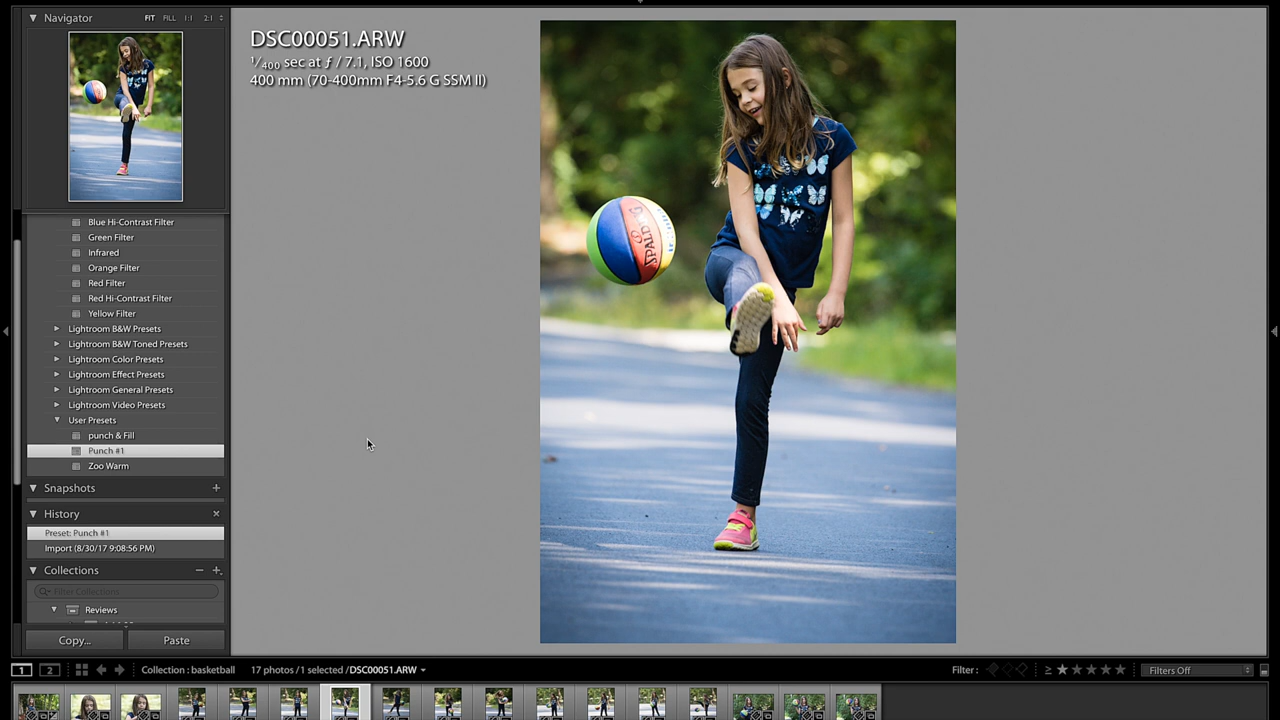 Navigator
FIT FILL 1:1 2:1
DSC00051.ARW
1/400 sec at ƒ / 7.1, ISO 1600
400 mm (70-400mm F4-5.6 G SSM II)
SPALDING
Blue Hi-Contrast Filter
Green Filter
Infrared
Orange Filter
Red Filter
Red Hi-Contrast Filter
Yellow Filter
Lightroom B&W Presets
Lightroom B&W Toned Presets
Lightroom Color Presets
Lightroom Effect Presets
Lightroom General Presets
Lightroom Video Presets
User Presets
punch & Fill
Punch #1
Zoo Warm
Snapshots
History
Preset: Punch #1
Import (8/30/17 9:08:56 PM)
Collections
Filter Collections
Reviews
Copy... Paste
1 2 Collection : basketball 17 photos/1 selected /DSC00051.ARW Filter : ≥ Filters Off